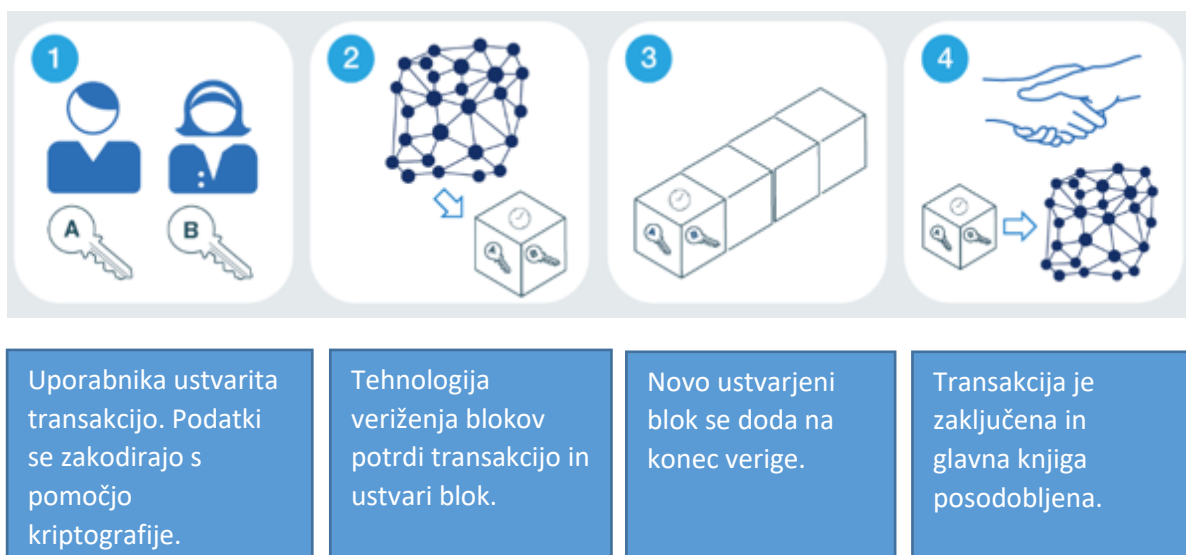 1
2
3
4
A
B
A
B
A
B
A
B
Uporabnika ustvarita
transakcijo. Podatki
se zakodirajo s
pomočjo
kriptografije.
Tehnologija
veriženja blokov
potrdi transakcijo in
ustvari blok.
Novo ustvarjeni
blok se doda na
konec verige.
Transakcija je
zaključena in
glavna knjiga
posodobljena.